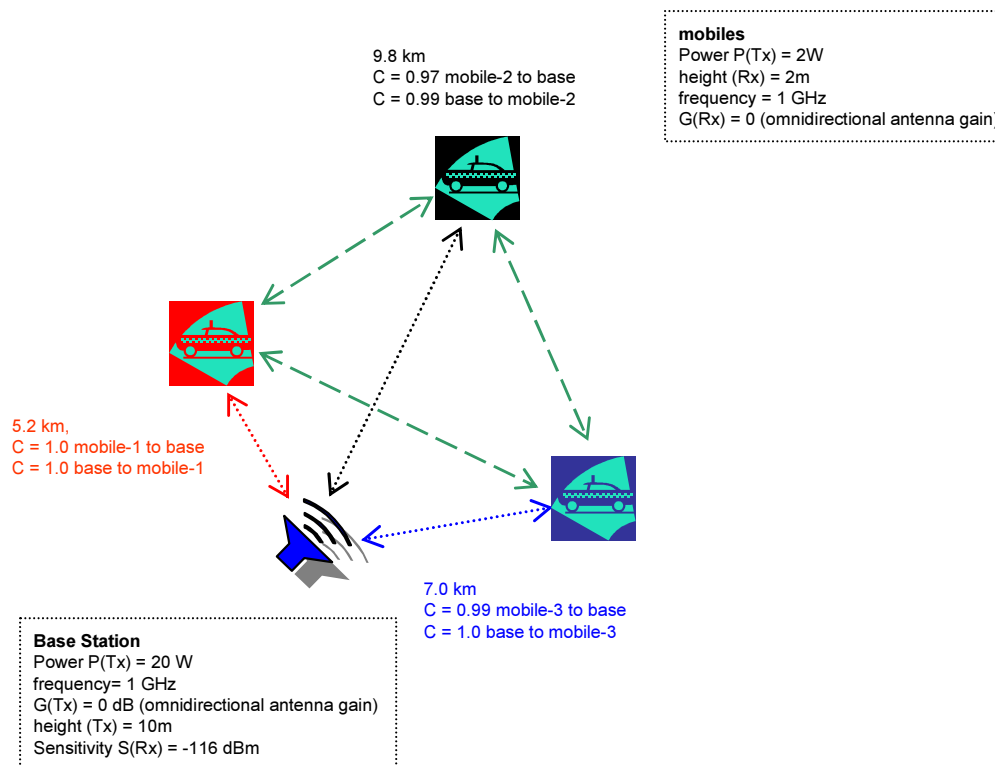 mobiles
Power P(Tx) = 2W
height (Rx) = 2m
frequency = 1 GHz
G(Rx) = 0 (omnidirectional antenna gain)
9.8 km
C = 0.97 mobile-2 to base
C = 0.99 base to mobile-2
5.2 km,
C = 1.0 mobile-1 to base
C = 1.0 base to mobile-1
7.0 km
C = 0.99 mobile-3 to base
C = 1.0 base to mobile-3
Base Station
Power P(Tx) = 20 W
frequency= 1 GHz
G(Tx) = 0 dB (omnidirectional antenna gain)
height (Tx) = 10m
Sensitivity S(Rx) = -116 dBm